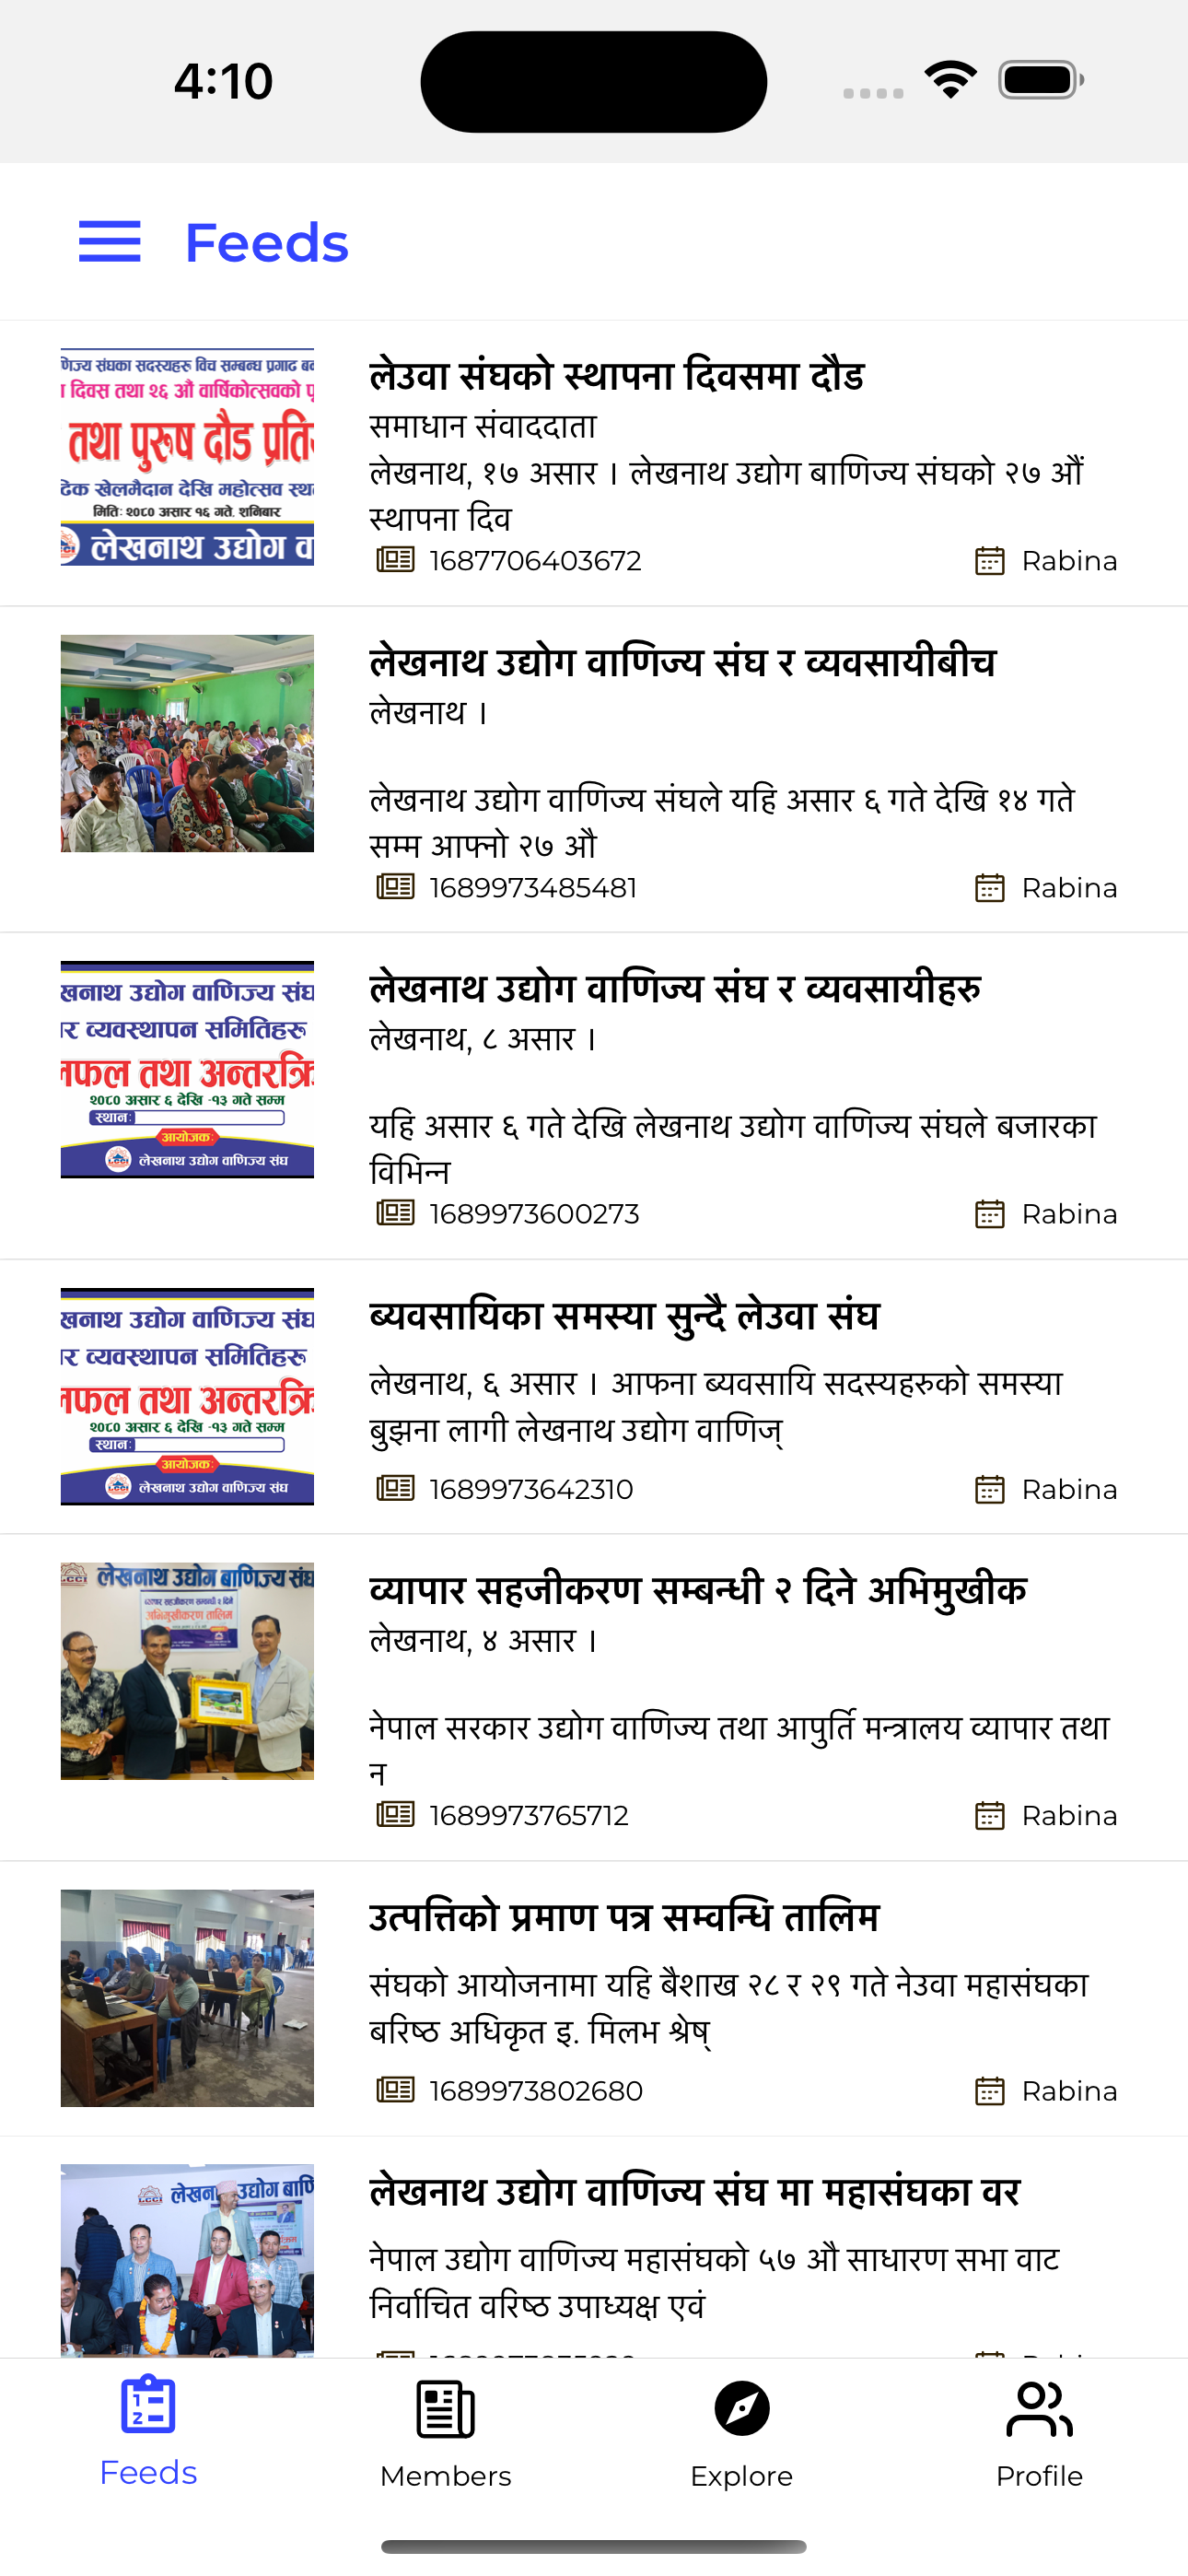 4:10
Feeds
णिज्य संघका सदस्यहरू विच सम्बन्ध प्रगाढ
दिवस तथा २६ औं वार्षिकोत्सवको
तथा पुरुष दौड
खेलमैदान देखि महोत्सव
मिति: २०८० असार १६ गते, शनिबार
लेखनाथ उद्योग व
लेउवा संघको स्थापना दिवसमा दौड
समाधान संवाददाता
लेखनाथ, १७ असार । लेखनाथ उद्योग बाणिज्य संघको २७ औं
स्थापना दिव
1687706403672
Rabina
लेखनाथ उद्योग वाणिज्य संघ र व्यवसायीबीच
लेखनाथ ।
लेखनाथ उद्योग वाणिज्य संघले यहि असार ६ गते देखि १४ गते
सम्म आफ्नो २७ औ
1689973485481
Rabina
खनाथ उद्योग वाणिज्य संघ
र व्यवस्थापन समितिहरू
लफल तथा अन्तरक्रि
२०८० असार ६ देखि -१३ गते सम्म
स्थान:
आयोजक:
लेखनाथ उद्योग वाणिज्य संघ
लेखनाथ उद्योग वाणिज्य संघ र व्यवसायीहरु
लेखनाथ, ८ असार ।
यहि असार ६ गते देखि लेखनाथ उद्योग वाणिज्य संघले बजारका
विभिन्न
1689973600273
Rabina
खनाथ उद्योग वाणिज्य संघ
र व्यवस्थापन समितिहरू
लफल तथा अन्तरक्रि
२०८० असार ६ देखि -१३ गते सम्म
स्थान:
आयोजक:
लेखनाथ उद्योग वाणिज्य संघ
ब्यवसायिका समस्या सुन्दै लेउवा संघ
लेखनाथ, ६ असार । आफना ब्यवसायि सदस्यहरुको समस्या
बुझना लागी लेखनाथ उद्योग वाणिज्
1689973642310
Rabina
लेखनाथ उद्योग बाणिज्य संघ
व्यापार सहजीकरण सम्बन्धी २ दिने
अभिमुखीकरण तालिम
व्यापार सहजीकरण सम्बन्धी २ दिने अभिमुखीक
लेखनाथ, ४ असार ।
नेपाल सरकार उद्योग वाणिज्य तथा आपुर्ति मन्त्रालय व्यापार तथा
न
1689973765712
Rabina
उत्पत्तिको प्रमाण पत्र सम्वन्धि तालिम
संघको आयोजनामा यहि बैशाख २८ र २९ गते नेउवा महासंघका
बरिष्ठ अधिकृत इ. मिलभ श्रेष्
1689973802680
Rabina
LCCI
उद्योग बाणि
लेखनाथ उद्योग वाणिज्य संघ मा महासंघका वर
नेपाल उद्योग वाणिज्य महासंघको ५७ औ साधारण सभा वाट
निर्वाचित वरिष्ठ उपाध्यक्ष एवं
Feeds
Members
Explore
Profile